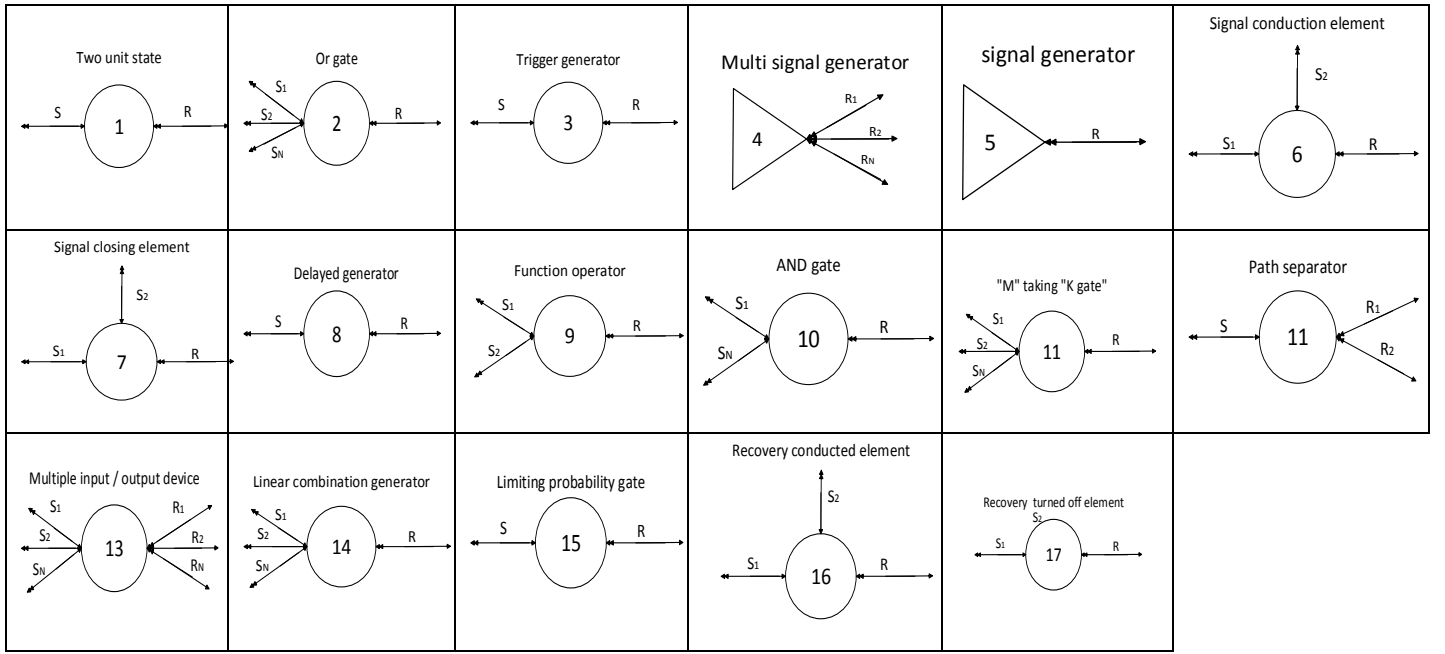 Two unit state
S
1
R
Or gate
S1
S2
SN
2
R
Trigger generator
S
3
R
Multi signal generator
4
R1
R2
RN
signal generator
5
R
Signal conduction element
S2
S1
6
R
Signal closing element
S2
S1
7
R
Delayed generator
S
8
R
Function operator
S1
S2
9
R
AND gate
S1
SN
10
R
"M" taking "K gate"
S1
S2
SN
11
R
Path separator
S
11
R1
R2
Multiple input / output device
S1
S2
SN
13
R1
R2
RN
Linear combination generator
S1
S2
SN
14
R
Limiting probability gate
S
15
R
Recovery conducted element
S2
S1
16
R
Recovery turned off element
S2
S1
17
R